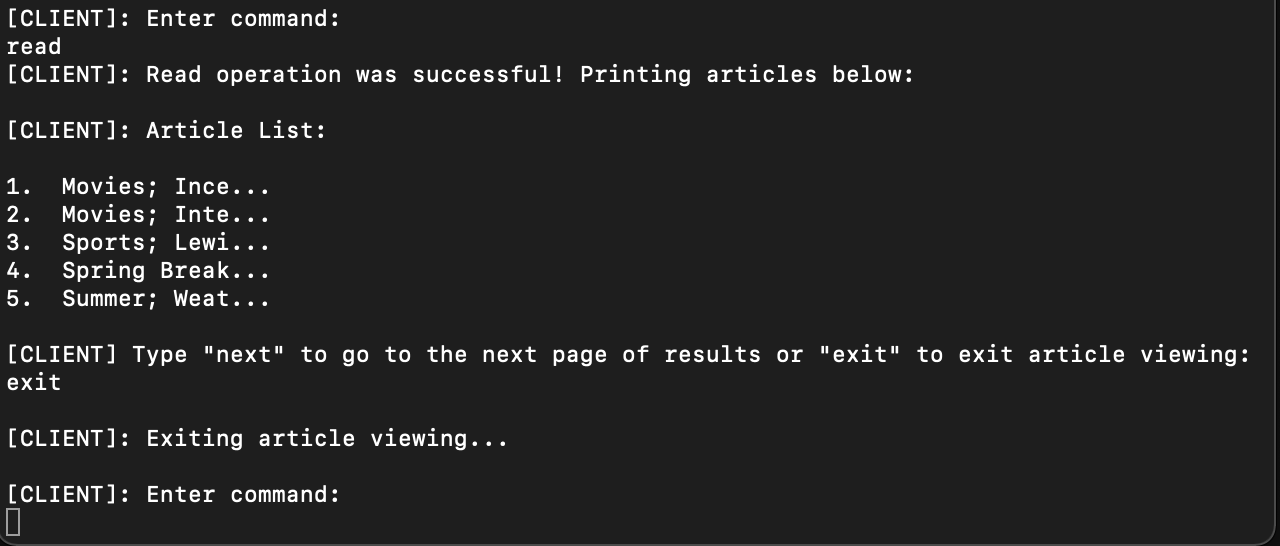 [CLIENT]: Enter command:
read
[CLIENT]: Read operation was successful! Printing articles below:
[CLIENT]: Article List:
1.  Movies; Ince...
2.  Movies; Inte...
3.  Sports; Lewi...
4.  Spring Break...
5.  Summer; Weat...
[CLIENT] Type "next" to go to the next page of results or "exit" to exit article viewing:
exit
[CLIENT]: Exiting article viewing...
[CLIENT]: Enter command: